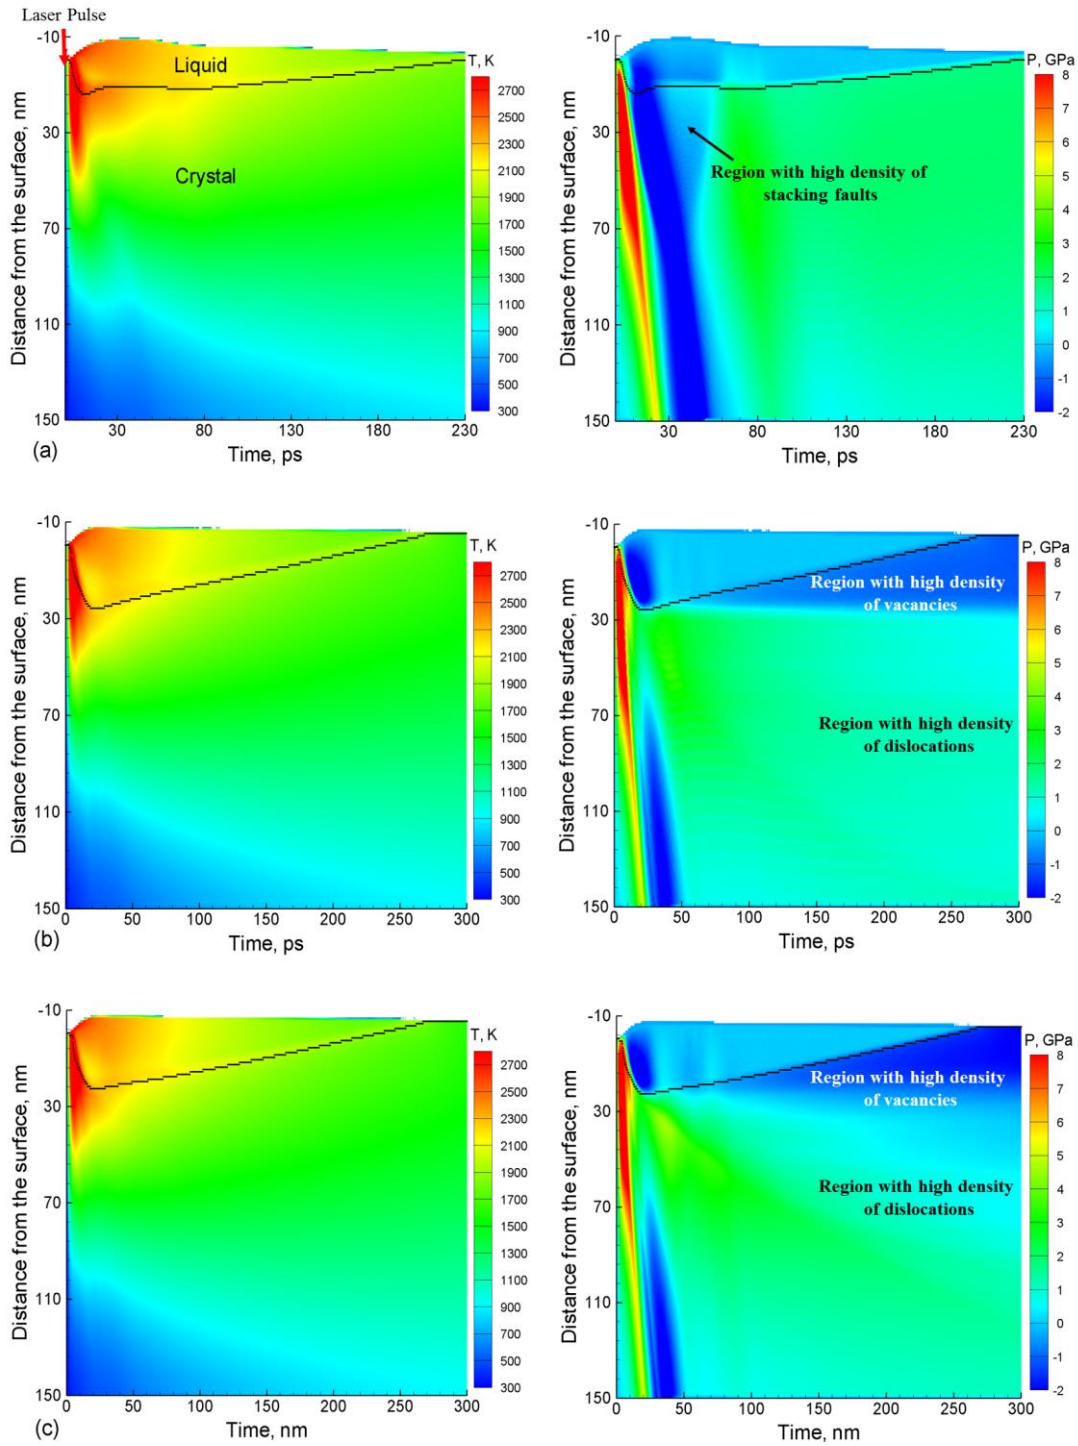 Laser Pulse
-10
30
70
110
150
Distance from the surface, nm
Liquid
Crystal
30 80 130 180 230
Time, ps
T, K
2700
2500
2300
2100
1900
1700
1500
1300
1100
900
700
500
300
(a)
-10
30
70
110
150
Distance from the surface, nm
Region with high density of
stacking faults
30 80 130 180 230
Time, ps
P, GPa
8
7
6
5
4
3
2
1
0
-1
-2
-10
30
70
110
150
Distance from the surface, nm
0 50 100 150 200 250 300
Time, ps
T, K
2700
2500
2300
2100
1900
1700
1500
1300
1100
900
700
500
300
(b)
-10
30
70
110
150
Distance from the surface, nm
Region with high density
of vacancies
Region with high density
of dislocations
0 50 100 150 200 250 300
Time, ps
P, GPa
8
7
6
5
4
3
2
1
0
-1
-2
-10
30
70
110
150
Distance from the surface, nm
0 50 100 150 200 250 300
Time, nm
T, K
2700
2500
2300
2100
1900
1700
1500
1300
1100
900
700
500
300
(c)
-10
30
70
110
150
Distance from the surface, nm
Region with high density
of vacancies
Region with high density
of dislocations
0 50 100 150 200 250 300
Time, nm
P, GPa
8
7
6
5
4
3
2
1
0
-1
-2